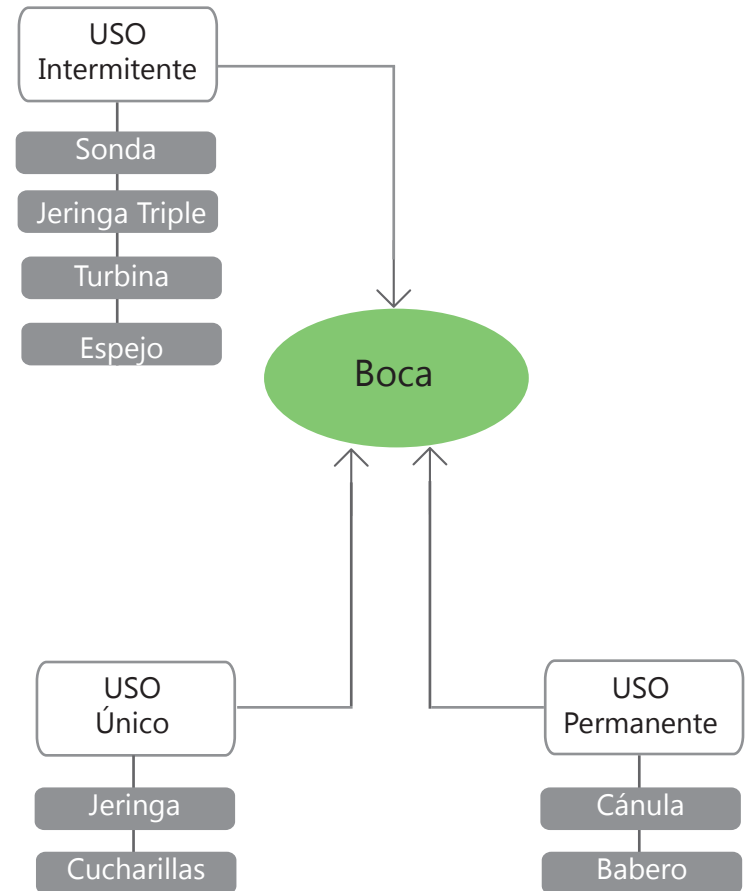 USO
Intermitente
Sonda
Jeringa Triple
Turbina
Espejo
Boca
USO
Único
Jeringa
Cucharillas
USO
Permanente
Cánula
Babero